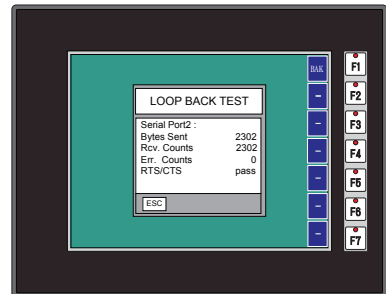 BAK
F1
F2
F3
F4
F5
F6
F7
LOOP BACK TEST
Serial Port2 :
Bytes Sent 2302
Rcv. Counts 2302
Err. Counts 0
RTS/CTS pass
ESC